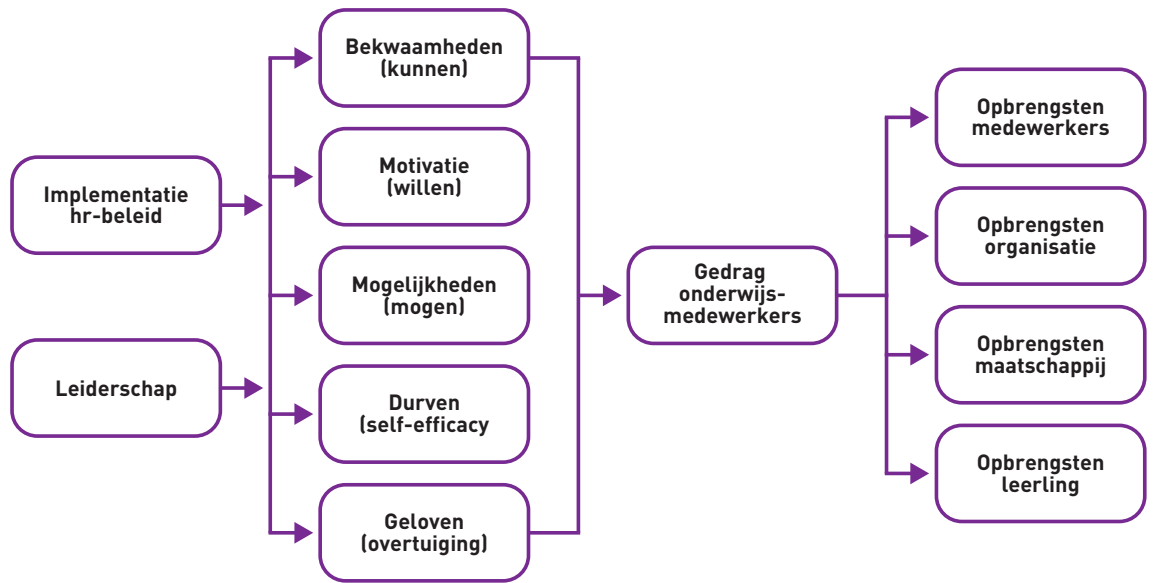 Implementatie
hr-beleid
Leiderschap
Bekwaamheden
(kunnen)
Motivatie
(willen)
Mogelijkheden
(mogen)
Durven
(self-efficacy
Geloven
(overtuiging)
Gedrag
onderwijs-
medewerkers
Opbrengsten
medewerkers
Opbrengsten
organisatie
Opbrengsten
maatschappij
Opbrengsten
leerling